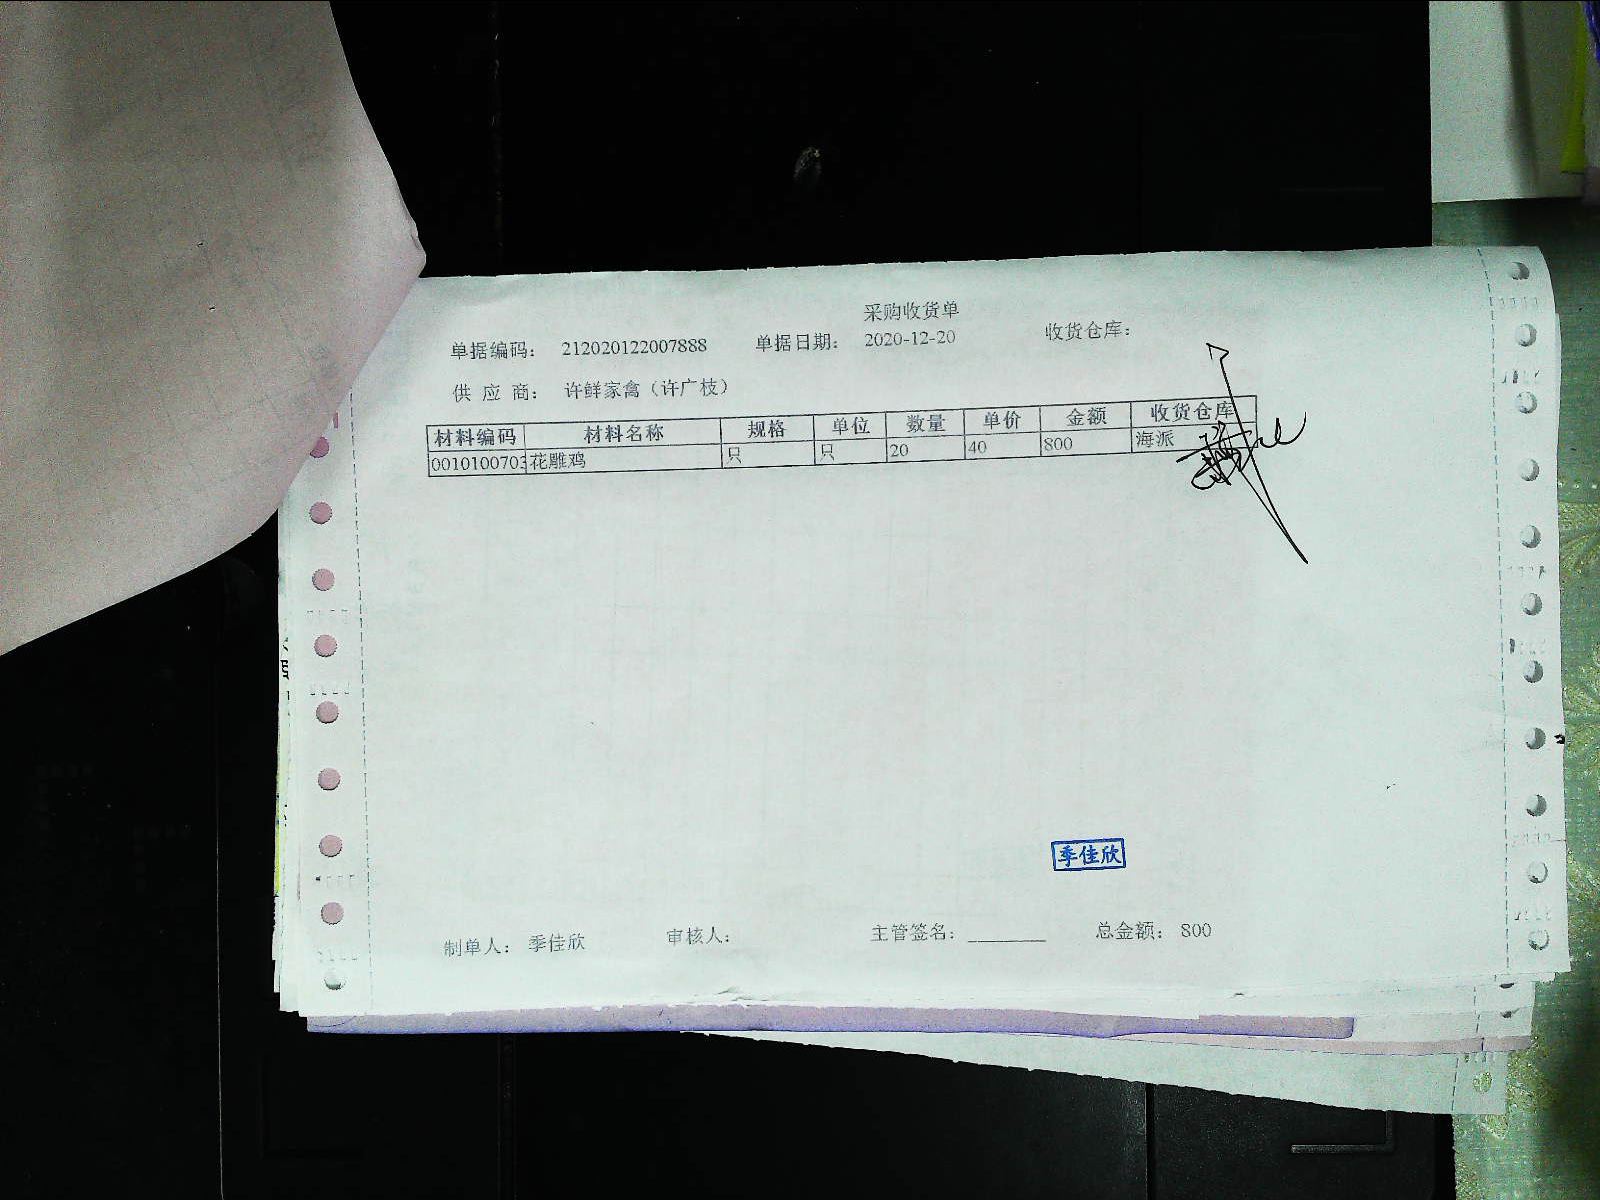 采购收货单
单据编码： 212020122007888 单据日期： 2020-12-20 收货仓库：
供 应 商： 许鲜家禽（许广枝）
材料编码 材料名称 规格 单位 数量 单价 金额 收货仓库
0010100703 花雕鸡 只 只 20 40 800 海派
季佳欣
制单人： 季佳欣 审核人： 主管签名： 总金额： 800